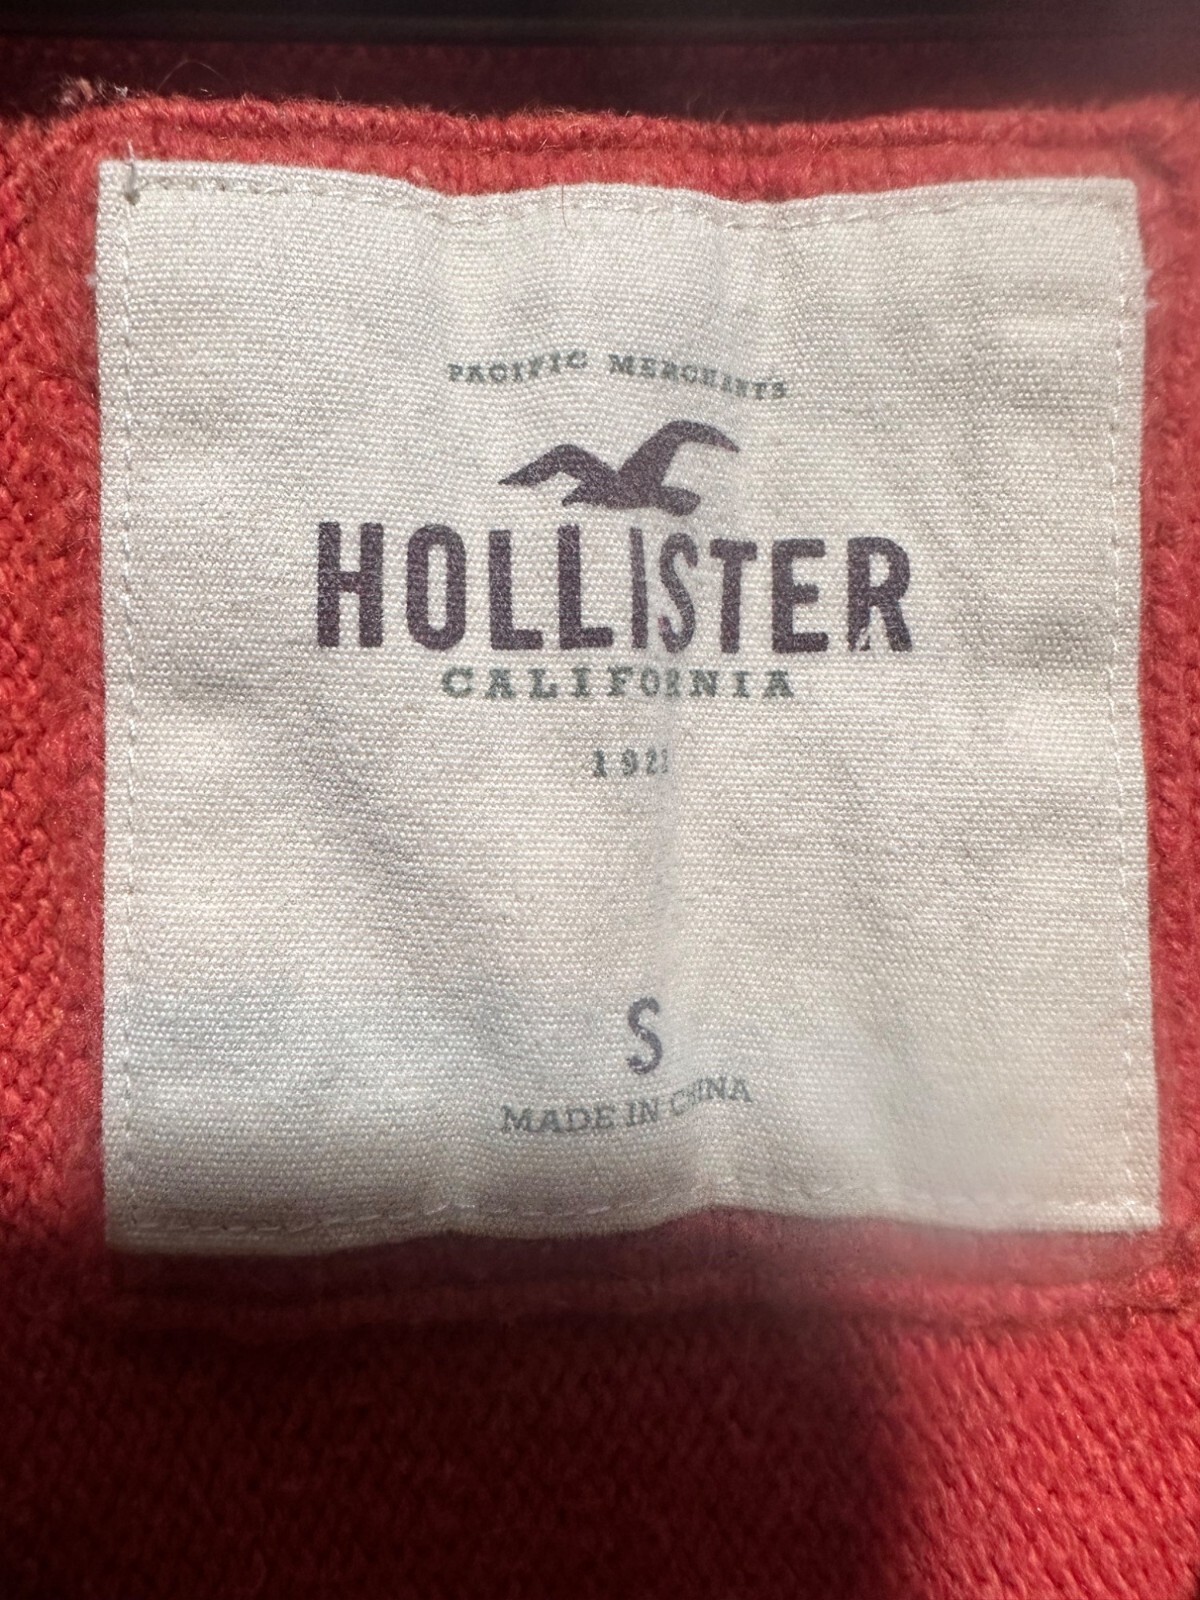 PACIFIC MERCHANTS
HOLLISTER
CALIFORNIA
S
MADE IN CHINA